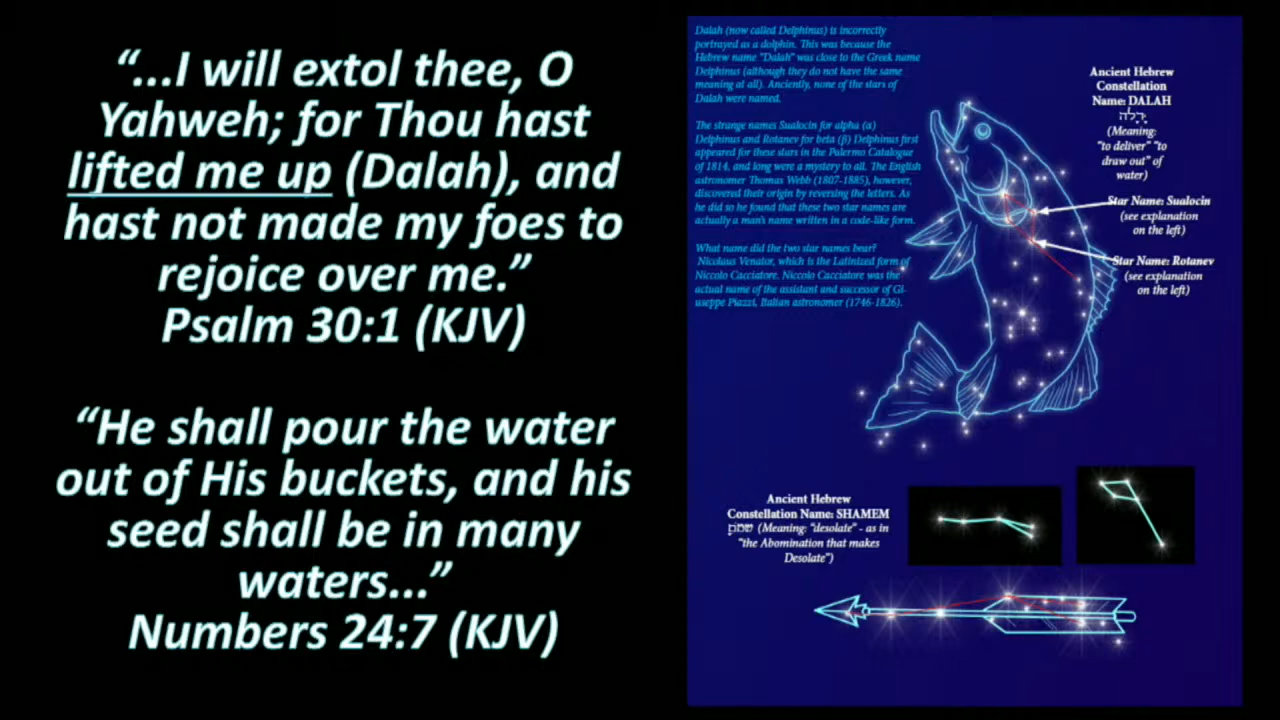 “...I will extol thee, O
Yahweh; for Thou hast
lifted me up (Dalah), and
hast not made my foes to
rejoice over me.”
Psalm 30:1 (KJV)
“He shall pour the water
out of His buckets, and his
seed shall be in many
waters...”
Numbers 24:7 (KJV)
Dalah (now called Delphinus) is incorrectly
portrayed as a dolphin. This was because the
Hebrew name "Dalah" was close to the Greek name
Delphinus (although they do not have the same
meaning at all). Anciently, none of the stars of
Dalah were named.
The strange names Sualocin for alpha (α)
Delphinus and Rotanev for beta (β) Delphinus first
appeared for these stars in the Palermo Catalogue
of 1814, and long were a mystery to all. The English
astronomer Thomas Webb (1807-1885), however,
discovered their origin by reversing the letters. As
he did so he found that these two star names are
actually a man's name written in a code-like form.
What name did the two star names bear?
Nicolaus Venator, which is the Latinized form of
Niccolo Cacciatore. Niccolo Cacciatore was the
actual name of the assistant and successor of Gi-
useppe Piazzi, Italian astronomer (1746-1826).
Ancient Hebrew
Constellation
Name: DALAH
(Meaning:
"to deliver" "to
draw out" of
water)
Star Name: Sualocin
(see explanation
on the left)
Star Name: Rotanev
(see explanation
on the left)
Ancient Hebrew
Constellation Name: SHAMEM
(Meaning: "desolate" - as in
"the Abomination that makes
Desolate")